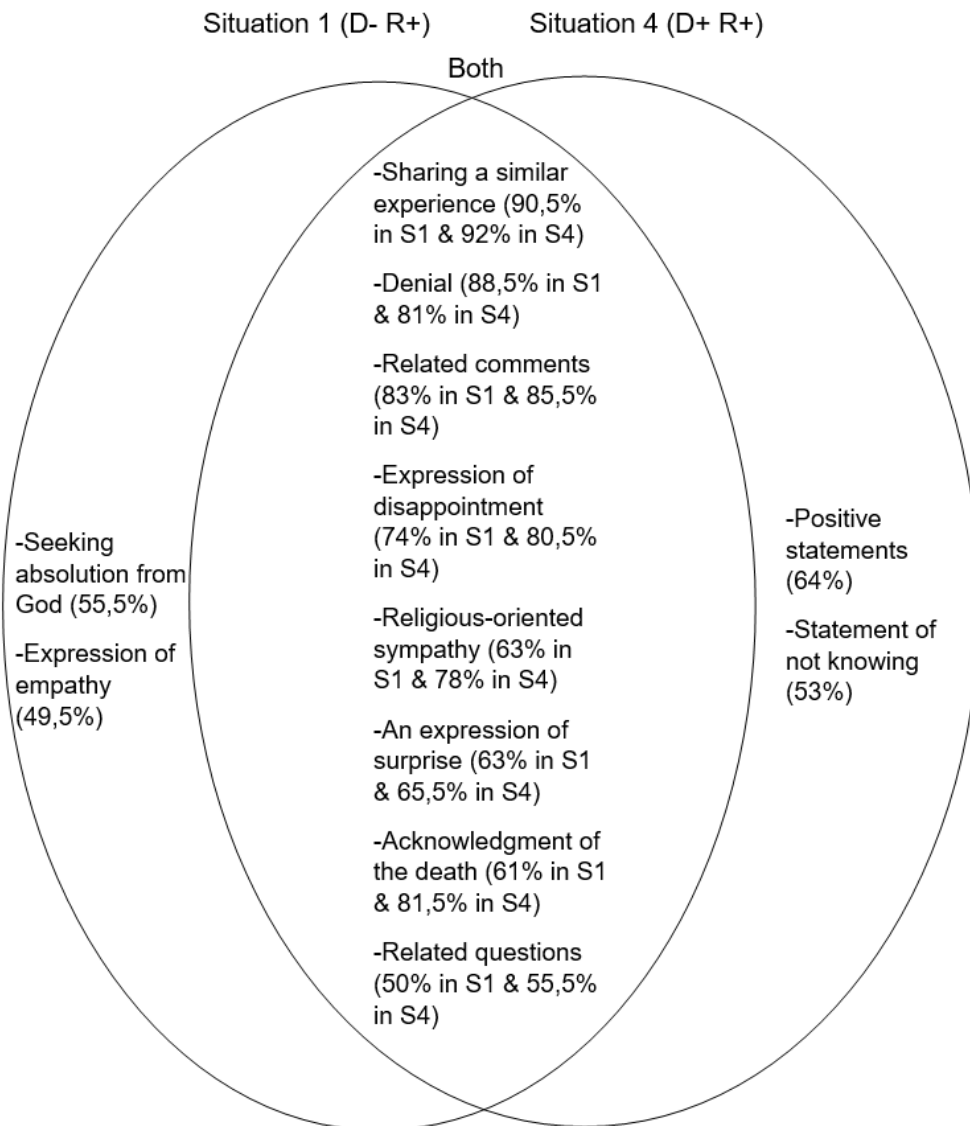 Situation 1 (D- R+)
Situation 4 (D+ R+)
Both
-Seeking
absolution from
God (55,5%)
-Expression of
empathy
(49,5%)
-Sharing a similar
experience (90,5%
in S1 & 92% in S4)
-Denial (88,5% in S1
& 81% in S4)
-Related comments
(83% in S1 & 85,5%
in S4)
-Expression of
disappointment
(74% in S1 & 80,5%
in S4)
-Religious-oriented
sympathy (63% in
S1 & 78% in S4)
-An expression of
surprise (63% in S1
& 65,5% in S4)
-Acknowledgment of
the death (61% in S1
& 81,5% in S4)
-Related questions
(50% in S1 & 55,5%
in S4)
-Positive
statements
(64%)
-Statement of
not knowing
(53%)